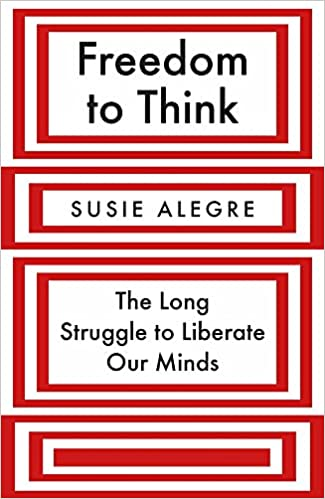 Freedom
to Think
SUSIE ALEGRE
The Long
Struggle to Liberate
Our Minds